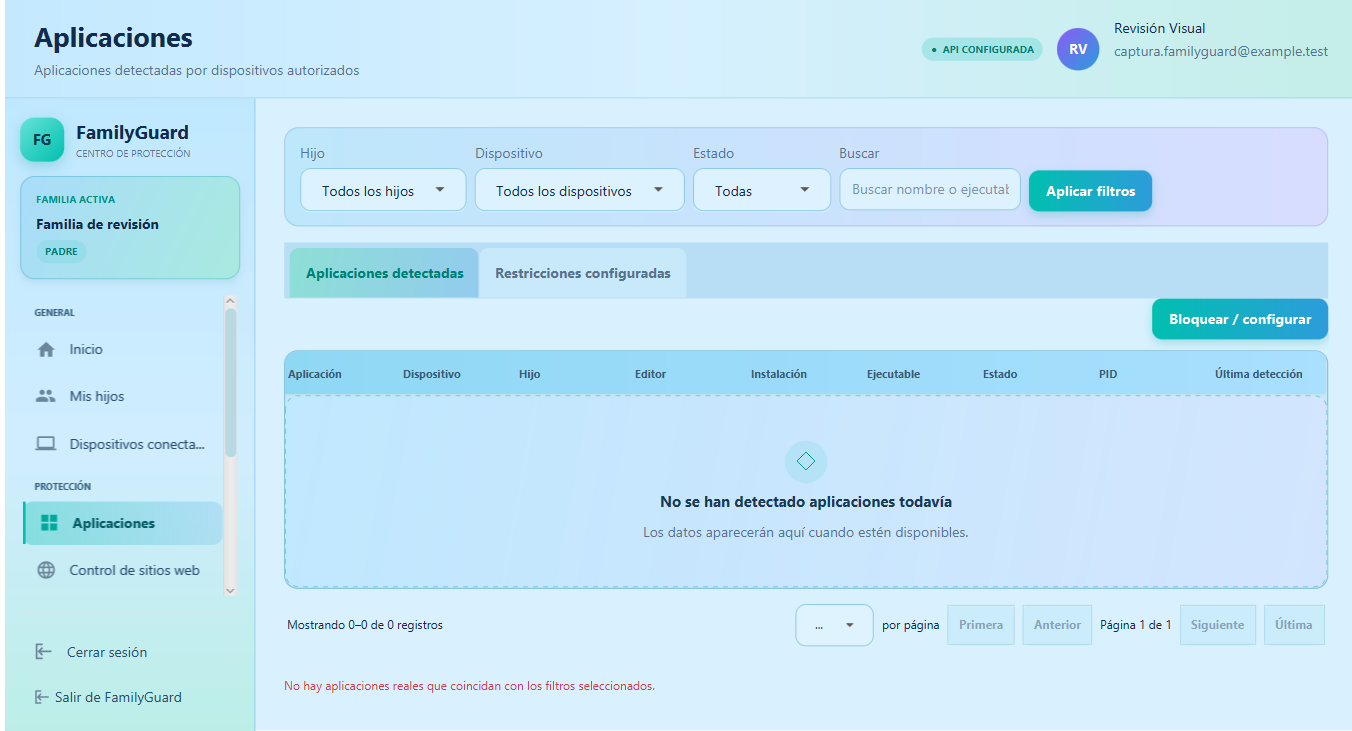 Aplicaciones
Aplicaciones detectadas por dispositivos autorizados
• API CONFIGURADA
RV
Revisión Visual
captura.familyguard@example.test
FG
FamilyGuard
CENTRO DE PROTECCIÓN
FAMILIA ACTIVA
Familia de revisión
PADRE
GENERAL
Inicio
Mis hijos
Dispositivos conecta...
PROTECCIÓN
Aplicaciones
Control de sitios web
Cerrar sesión
Salir de FamilyGuard
Hijo Dispositivo Estado Buscar
Todos los hijos Todos los dispositivos Todas Buscar nombre o ejecutab Aplicar filtros
Aplicaciones detectadas Restricciones configuradas
Bloquear / configurar
Aplicación Dispositivo Hijo Editor Instalación Ejecutable Estado PID Última detección
No se han detectado aplicaciones todavía
Los datos aparecerán aquí cuando estén disponibles.
Mostrando 0–0 de 0 registros ... por página Primera Anterior Página 1 de 1 Siguiente Última
No hay aplicaciones reales que coincidan con los filtros seleccionados.